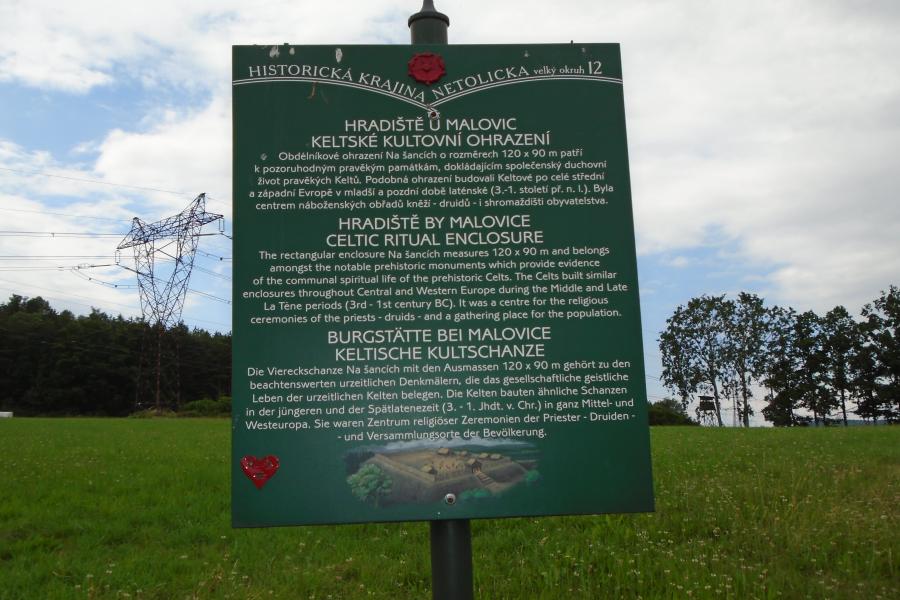 HISTORICKÁ KRAJINA NETOLICKA velký okruh 12
HRADIŠTĚ U MALOVIC
KELTSKÉ KULTOVNÍ OHRAZENÍ
Obdélníkové ohrazení Na šancích o rozměrech 120 x 90 m patří
k pozoruhodným pravěkým památkám, dokládajícím společenský duchovní
život pravěkých Keltů. Podobná ohrazení budovali Keltové po celé střední
a západní Evropě v mladší a pozdní době laténské (3.-1. století př. n. l.). Byla
centrem náboženských obřadů kněží - druidů - i shromaždišti obyvatelstva.
HRADIŠTĚ BY MALOVICE
CELTIC RITUAL ENCLOSURE
The rectangular enclosure Na šancích measures 120 x 90 m and belongs
amongst the notable prehistoric monuments which provide evidence
of the communal spiritual life of the prehistoric Celts. The Celts built similar
enclosures throughout Central and Western Europe during the Middle and Late
La Tène periods (3rd - 1st century BC). It was a centre for the religious
ceremonies of the priests - druids - and a gathering place for the population.
BURGSTÄTTE BEI MALOVICE
KELTISCHE KULTSCHANZE
Die Viereckschanze Na šancích mit den Ausmassen 120 x 90 m gehört zu den
beachtenswerten urzeitlichen Denkmälern, die das gesellschaftliche geistliche
Leben der urzeitlichen Kelten belegen. Die Kelten bauten ähnliche Schanzen
in der jüngeren und der Spätlatenezeit (3. - 1. Jhdt. v. Chr.) in ganz Mittel- und
Westeuropa. Sie waren Zentrum religiöser Zeremonien der Priester - Druiden -
- und Versammlungsorte der Bevölkerung.